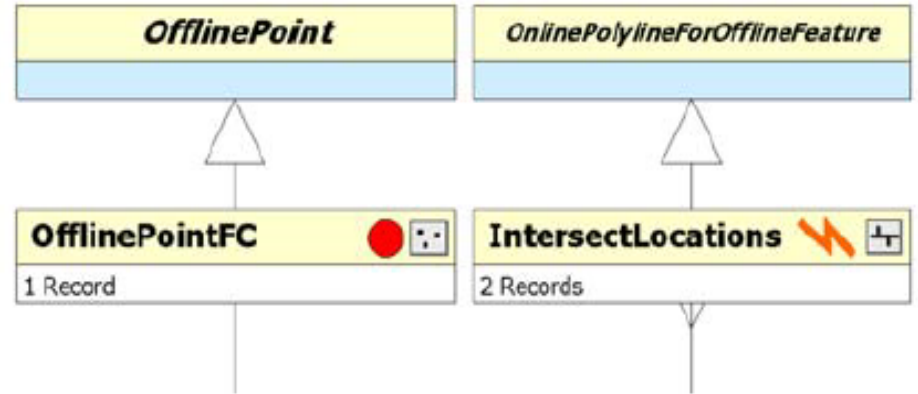 OfflinePoint
OnlinePolylineForOfflineFeature
OfflinePointFC
1 Record
IntersectLocations
2 Records